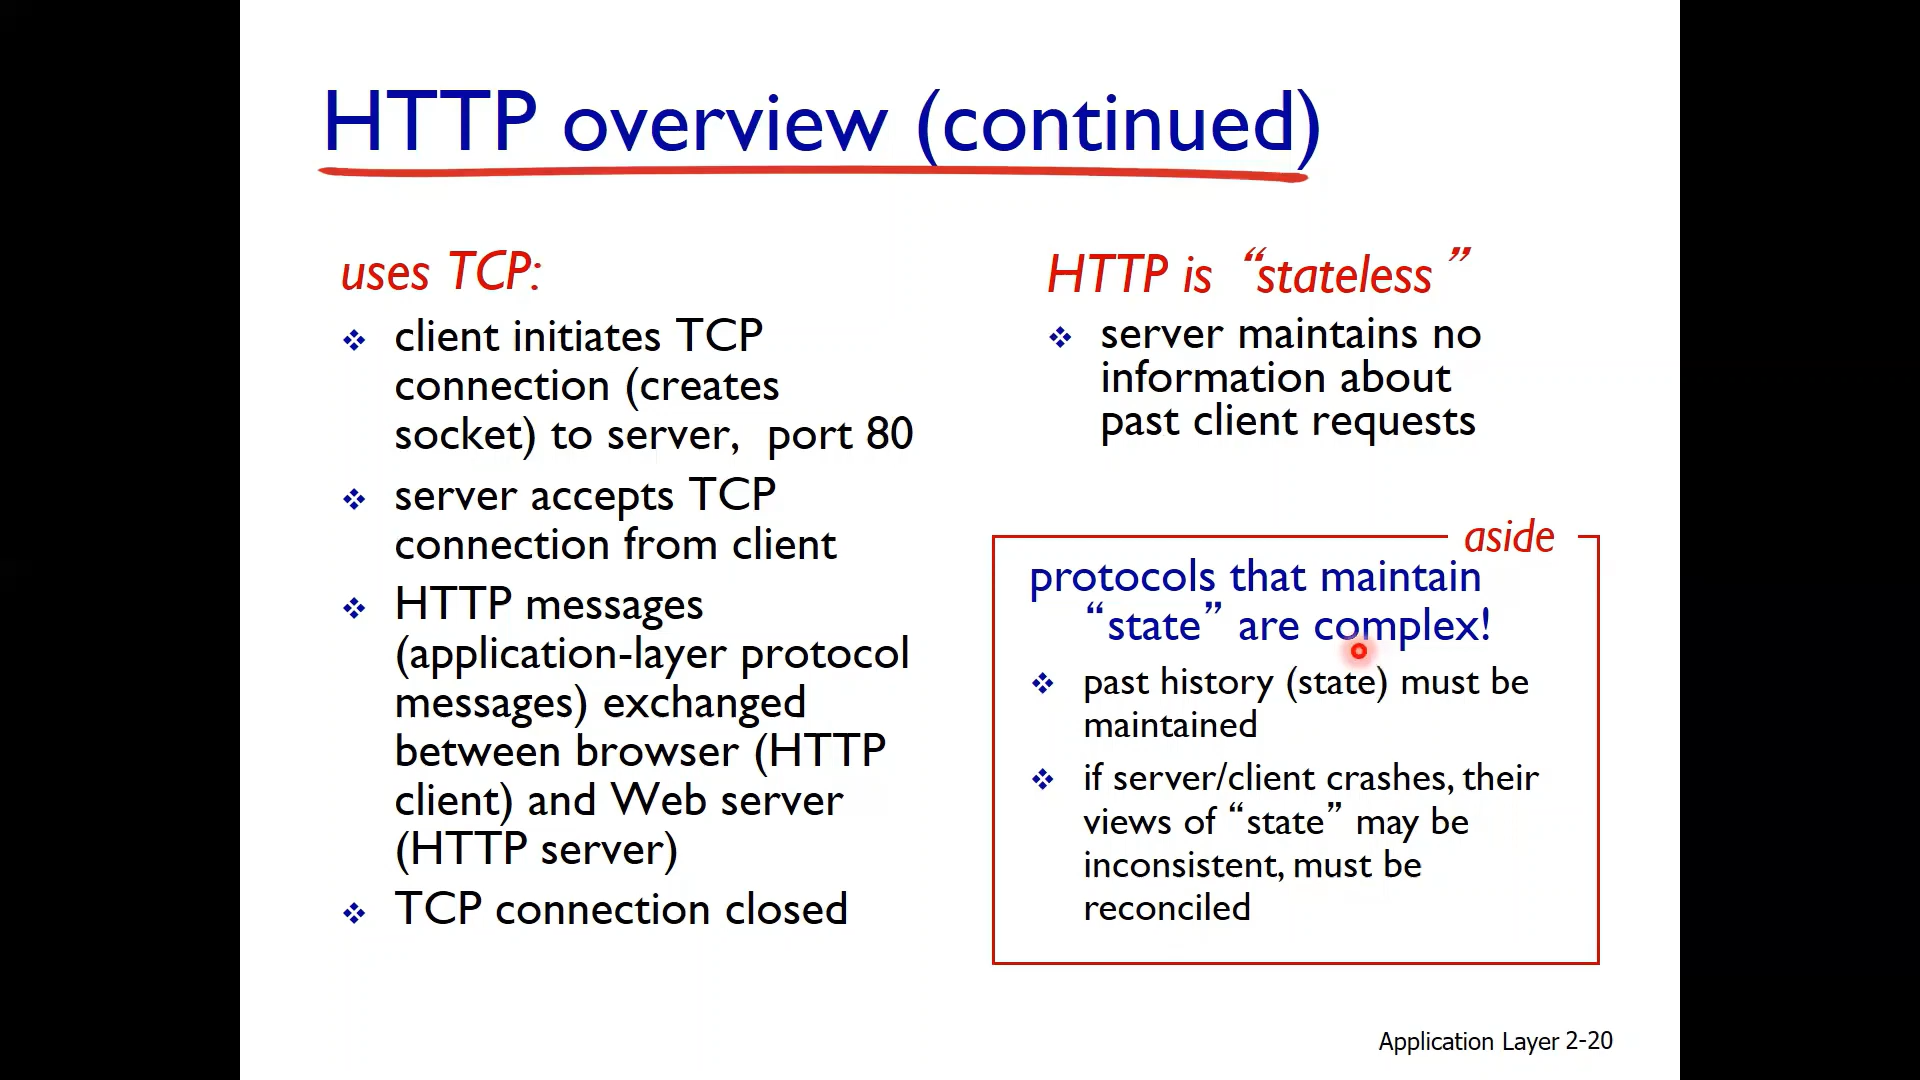 HTTP overview (continued)
uses TCP:
client initiates TCP
connection (creates
socket) to server, port 80
server accepts TCP
connection from client
HTTP messages
(application-layer protocol
messages) exchanged
between browser (HTTP
client) and Web server
(HTTP server)
TCP connection closed
HTTP is “stateless”
server maintains no
information about
past client requests
aside
protocols that maintain
“state” are complex!
past history (state) must be
maintained
if server/client crashes, their
views of “state” may be
inconsistent, must be
reconciled
Application Layer 2-20